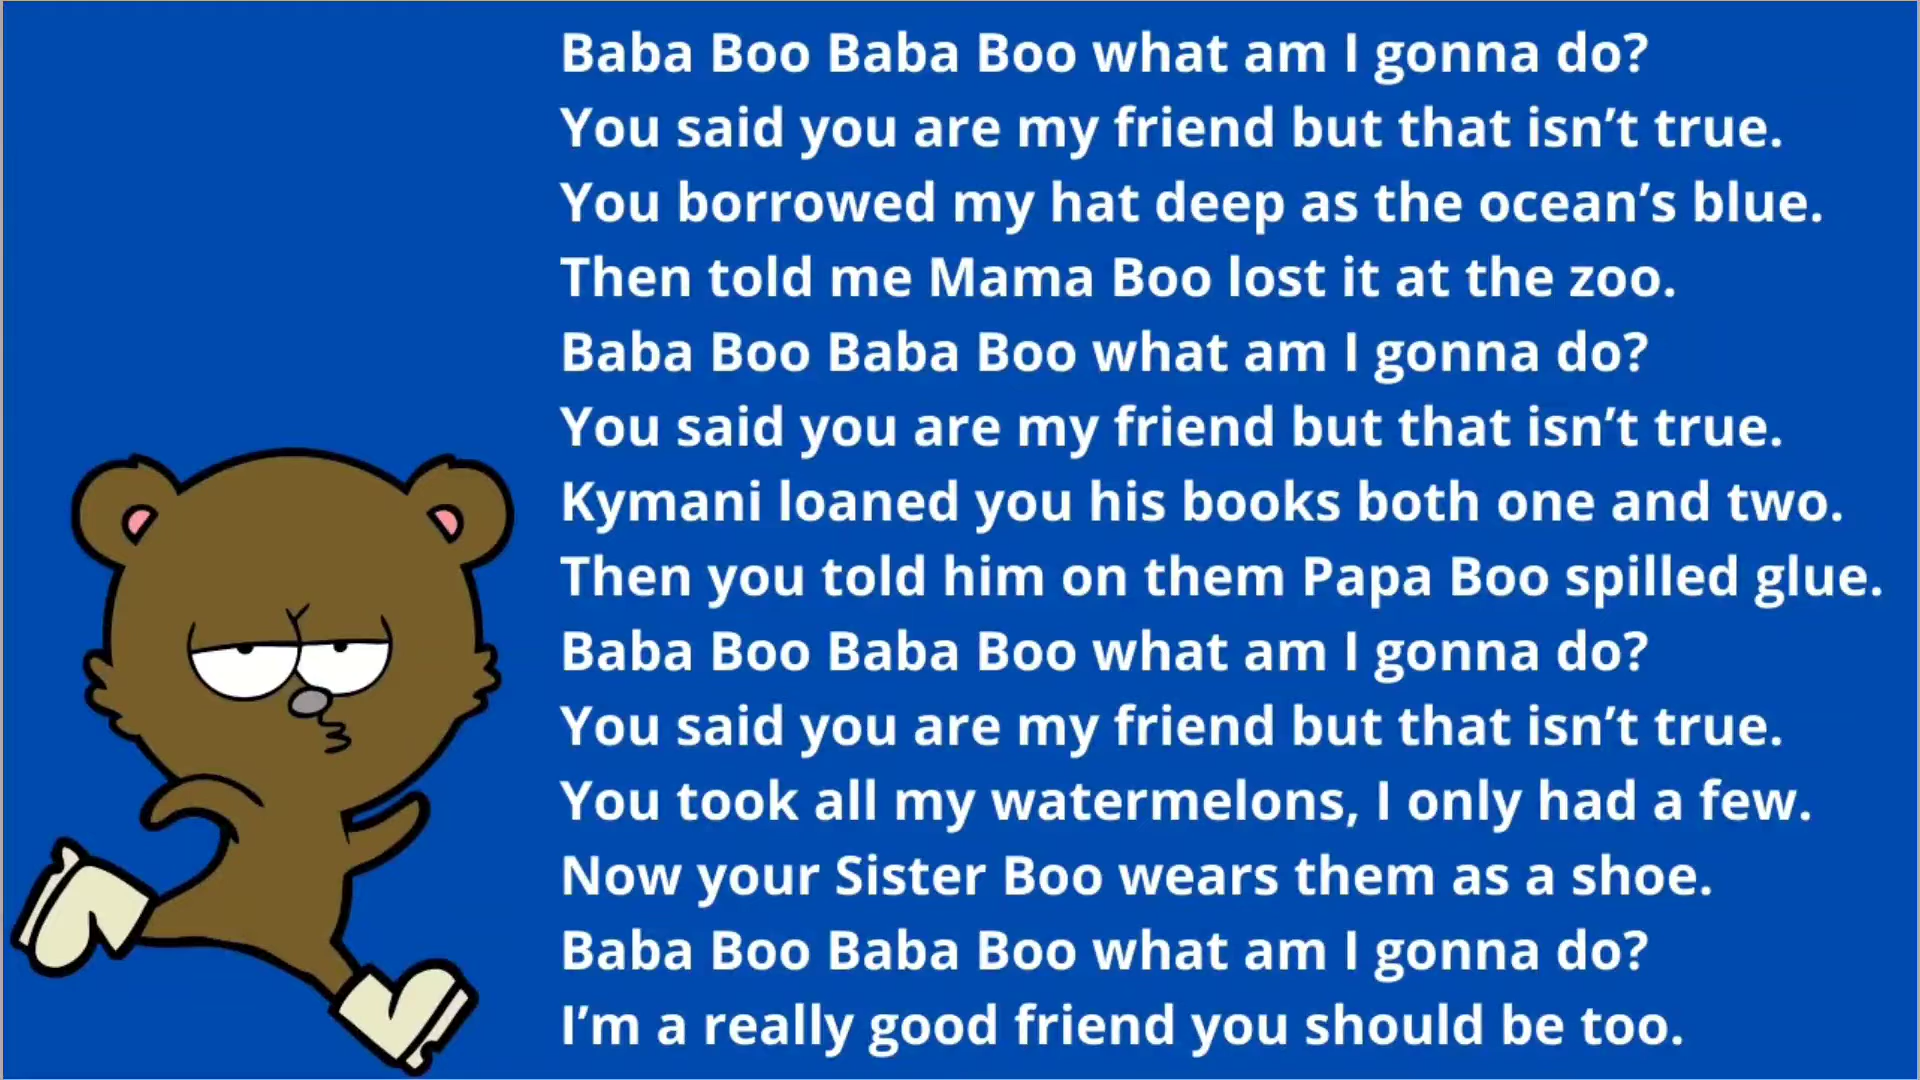 Baba Boo Baba Boo what am I gonna do?
You said you are my friend but that isn’t true.
You borrowed my hat deep as the ocean’s blue.
Then told me Mama Boo lost it at the zoo.
Baba Boo Baba Boo what am I gonna do?
You said you are my friend but that isn’t true.
Kymani loaned you his books both one and two.
Then you told him on them Papa Boo spilled glue.
Baba Boo Baba Boo what am I gonna do?
You said you are my friend but that isn’t true.
You took all my watermelons, I only had a few.
Now your Sister Boo wears them as a shoe.
Baba Boo Baba Boo what am I gonna do?
I’m a really good friend you should be too.